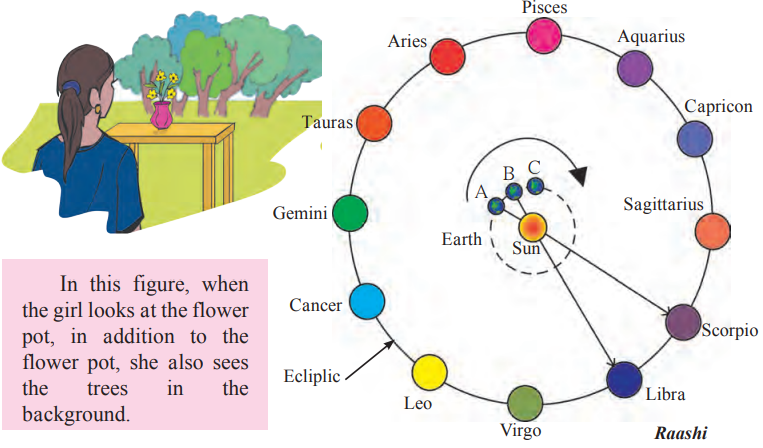 Pisces
Aries
Aquarius
Tauras
Capricon
B
C
A
Gemini
Sagittarius
Earth
Sun
In this figure, when
the girl looks at the flower
pot, in addition to the
flower pot, she also sees
the trees in the
background.
Cancer
Scorpio
Ecliplic
Libra
Leo
Virgo
Raashi